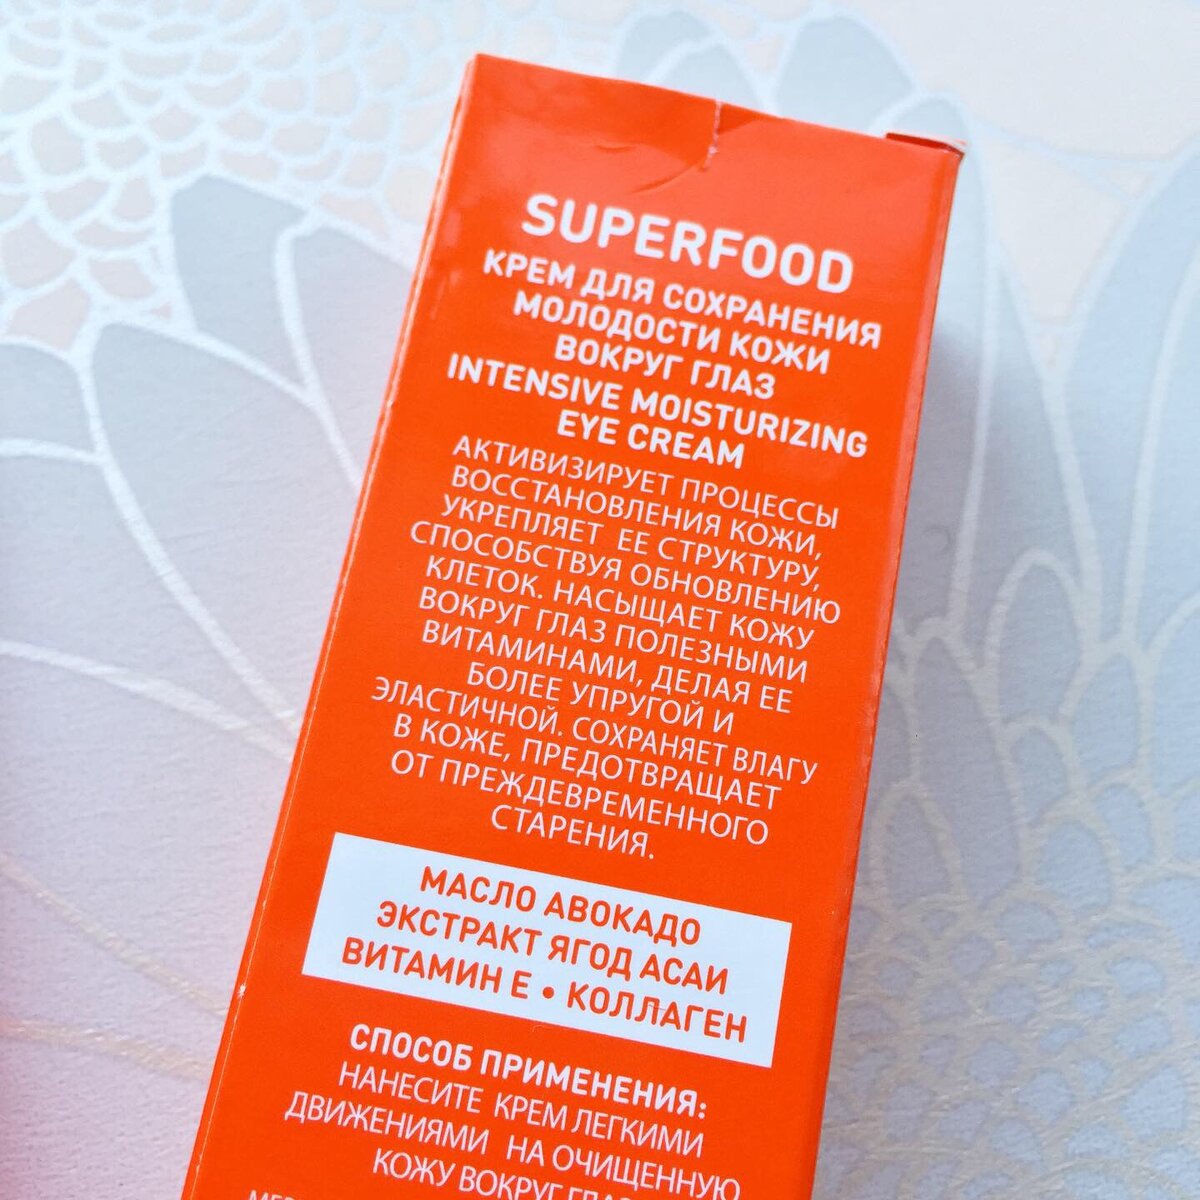 SUPERFOOD
КРЕМ ДЛЯ СОХРАНЕНИЯ
МОЛОДОСТИ КОЖИ
ВОКРУГ ГЛАЗ
INTENSIVE MOISTURIZING
EYE CREAM
АКТИВИЗИРУЕТ ПРОЦЕССЫ
ВОССТАНОВЛЕНИЯ КОЖИ,
УКРЕПЛЯЕТ ЕЕ СТРУКТУРУ,
СПОСОБСТВУЯ ОБНОВЛЕНИЮ
КЛЕТОК. НАСЫЩАЕТ КОЖУ
ВОКРУГ ГЛАЗ ПОЛЕЗНЫМИ
ВИТАМИНАМИ, ДЕЛАЯ ЕЕ
БОЛЕЕ УПРУГОЙ И
ЭЛАСТИЧНОЙ. СОХРАНЯЕТ ВЛАГУ
В КОЖЕ, ПРЕДОТВРАЩАЕТ
ОТ ПРЕЖДЕВРЕМЕННОГО
СТАРЕНИЯ.
МАСЛО АВОКАДО
ЭКСТРАКТ ЯГОД АСАИ
ВИТАМИН Е • КОЛЛАГЕН
СПОСОБ ПРИМЕНЕНИЯ:
НАНЕСИТЕ КРЕМ ЛЕГКИМИ
ДВИЖЕНИЯМИ НА ОЧИЩЕННУЮ
КОЖУ ВОКРУГ ГЛАЗ